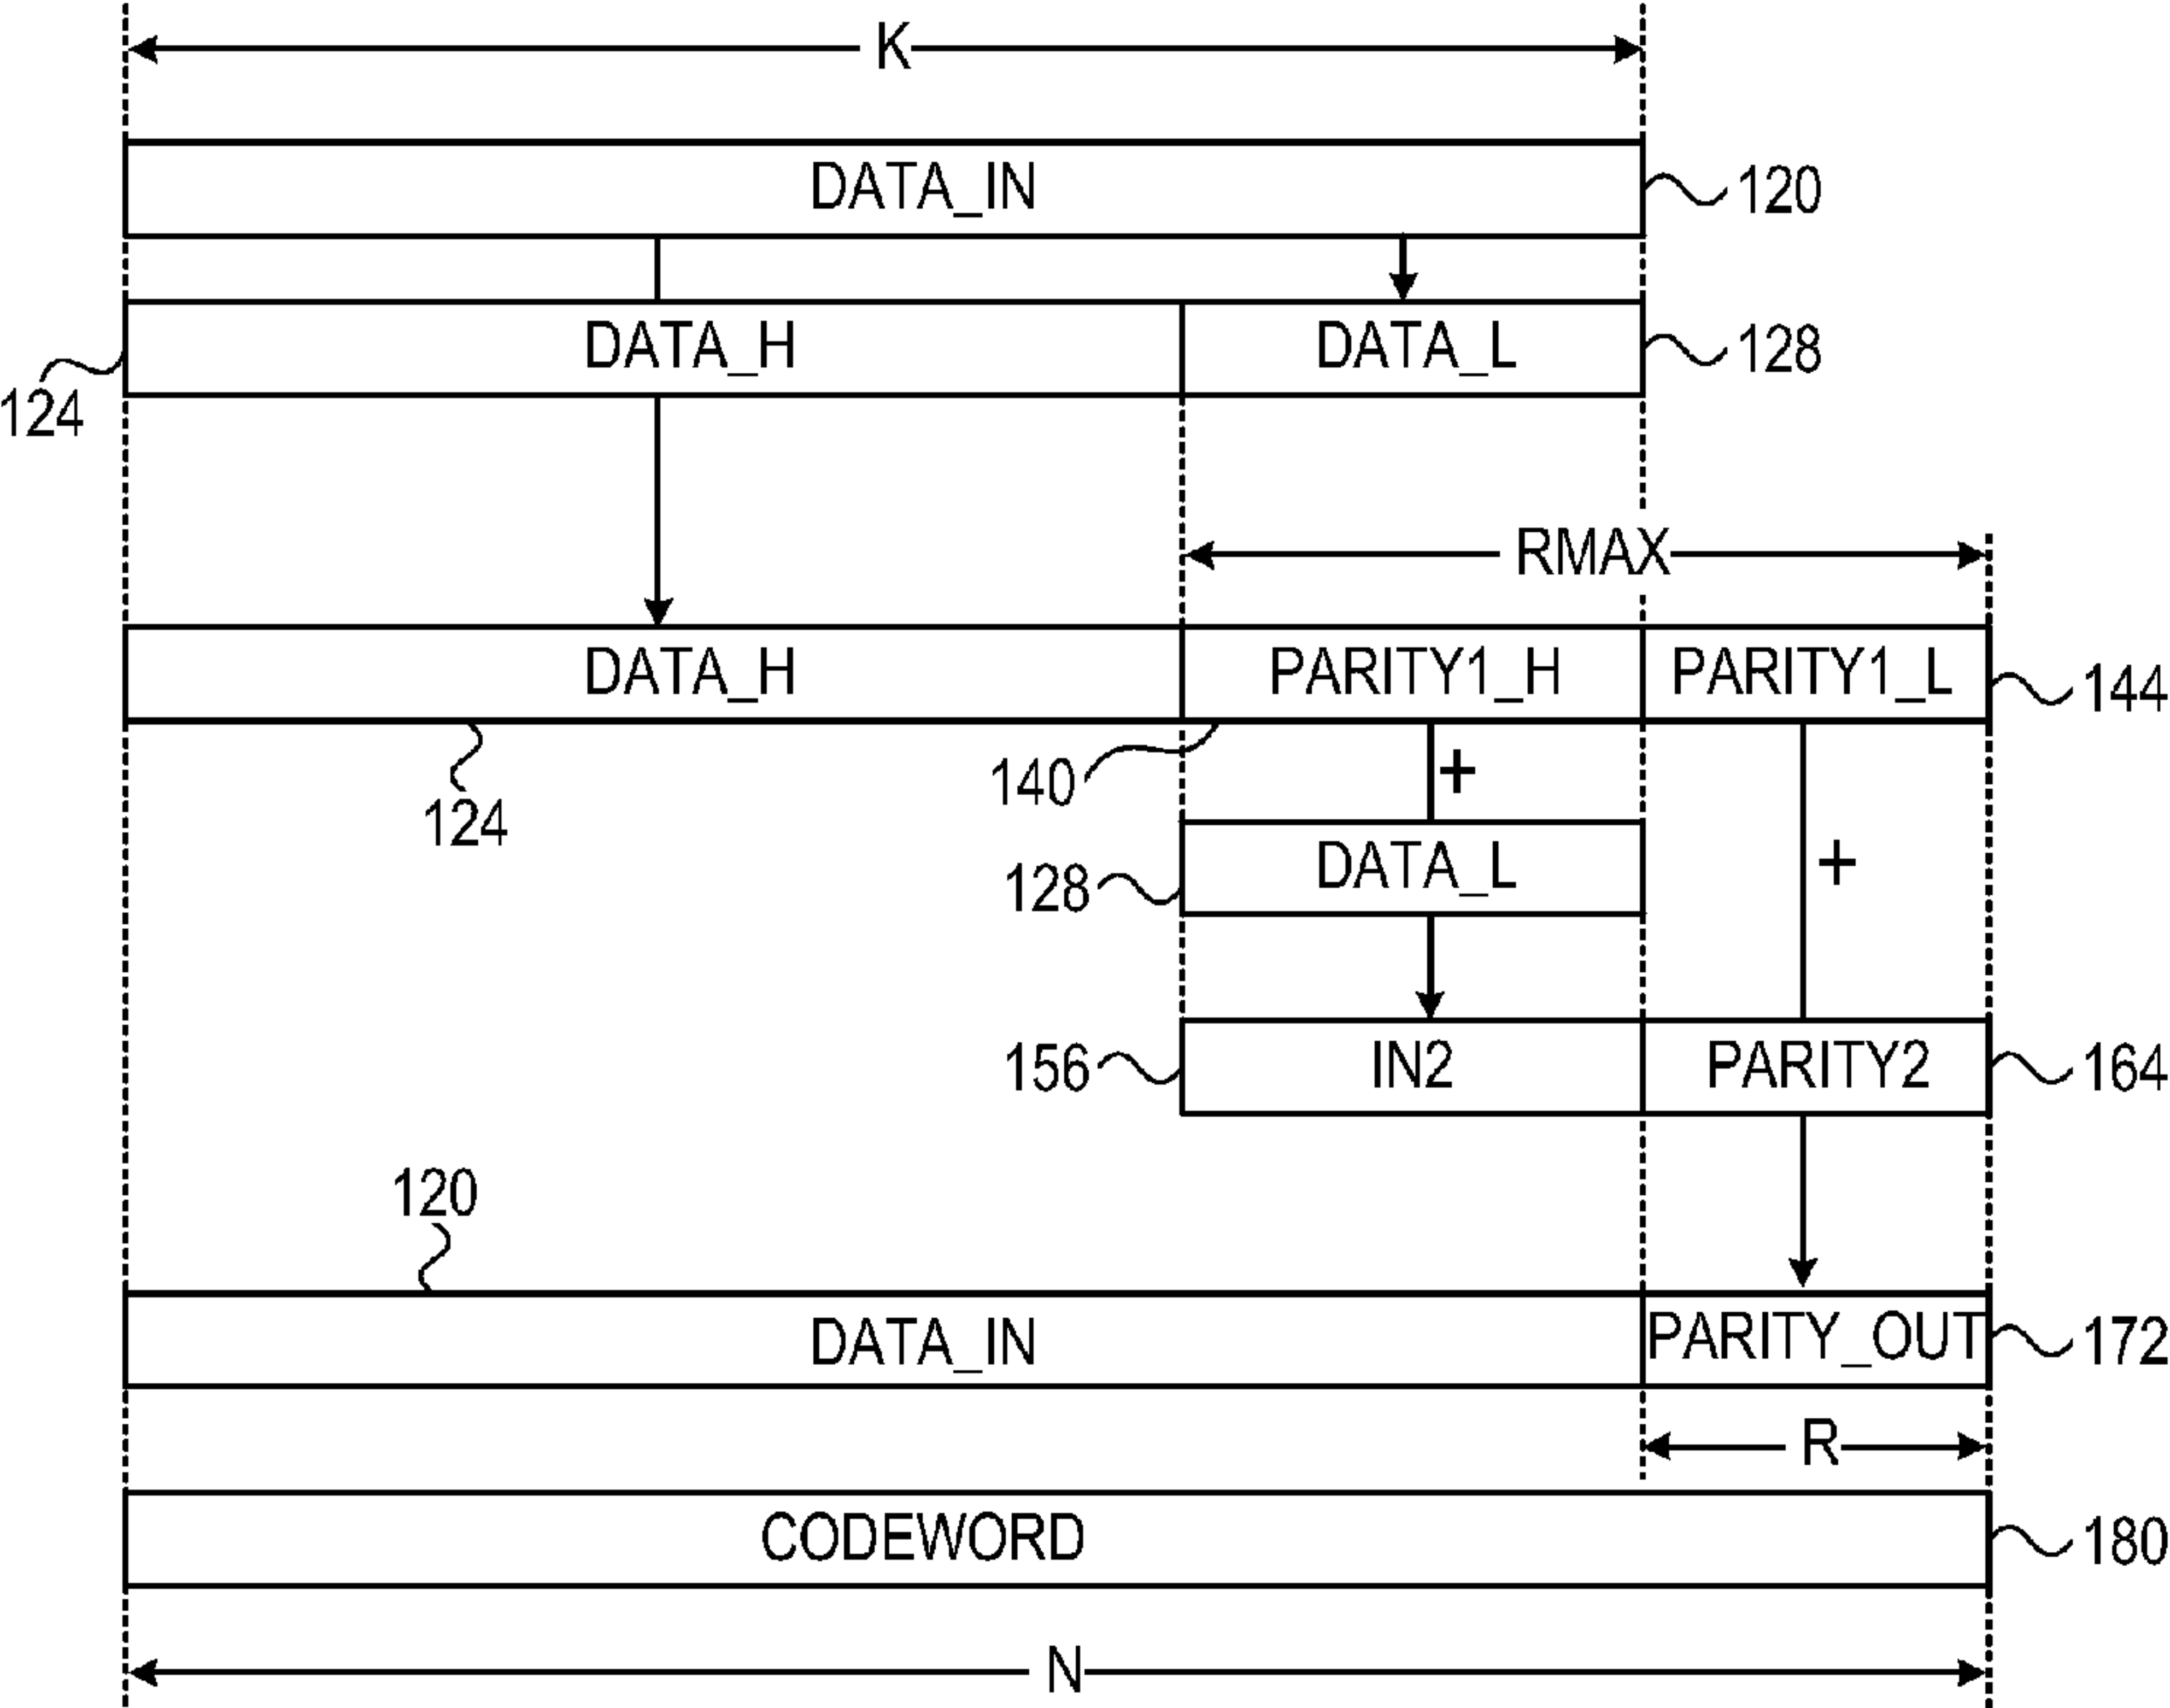 K
DATA_IN
120
DATA_H
DATA_L
128
124
RMAX
DATA_H
PARITY1_H
PARITY1_L
144
124
140
+
+
128
DATA_L
156
IN2
PARITY2
164
120
DATA_IN
PARITY_OUT
172
R
CODEWORD
180
N